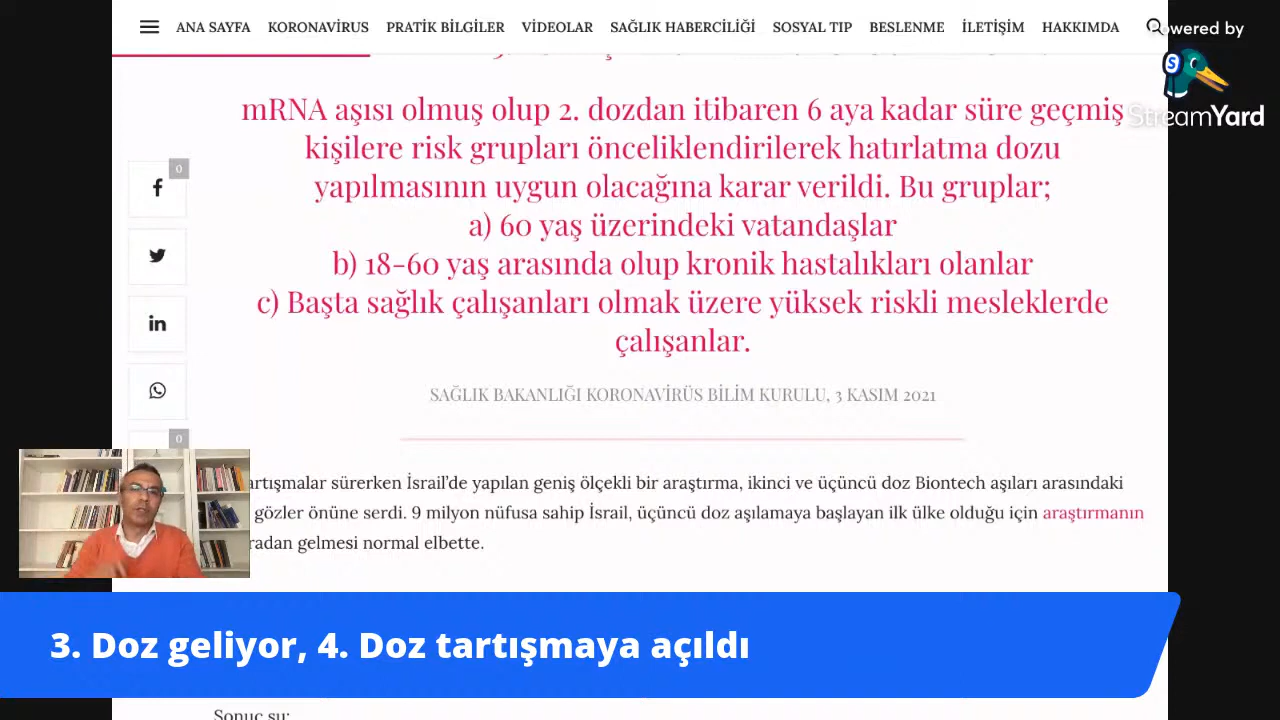 ANA SAYFA KORONAVİRUS PRATİK BİLGİLER VİDEOLAR SAĞLIK HABERCİLİĞİ SOSYAL TIP BESLENME İLETİŞİM HAKKIMDA
Powered by
StreamYard
mRNA aşısı olmuş olup 2. dozdan itibaren 6 aya kadar süre geçmiş
kişilere risk grupları önceliklendirilerek hatırlatma dozu
yapılmasının uygun olacağına karar verildi. Bu gruplar;
a) 60 yaş üzerindeki vatandaşlar
b) 18-60 yaş arasında olup kronik hastalıkları olanlar
c) Başta sağlık çalışanları olmak üzere yüksek riskli mesleklerde
çalışanlar.
0
SAĞLIK BAKANLIĞI KORONAVİRÜS BİLİM KURULU, 3 KASIM 2021
0
artışmalar sürerken İsrail'de yapılan geniş ölçekli bir araştırma, ikinci ve üçüncü doz Biontech aşıları arasındaki
gözler önüne serdi. 9 milyon nüfusa sahip İsrail, üçüncü doz aşılamaya başlayan ilk ülke olduğu için araştırmanın
radan gelmesi normal elbette.
3. Doz geliyor, 4. Doz tartışmaya açıldı
Sonuç şu: